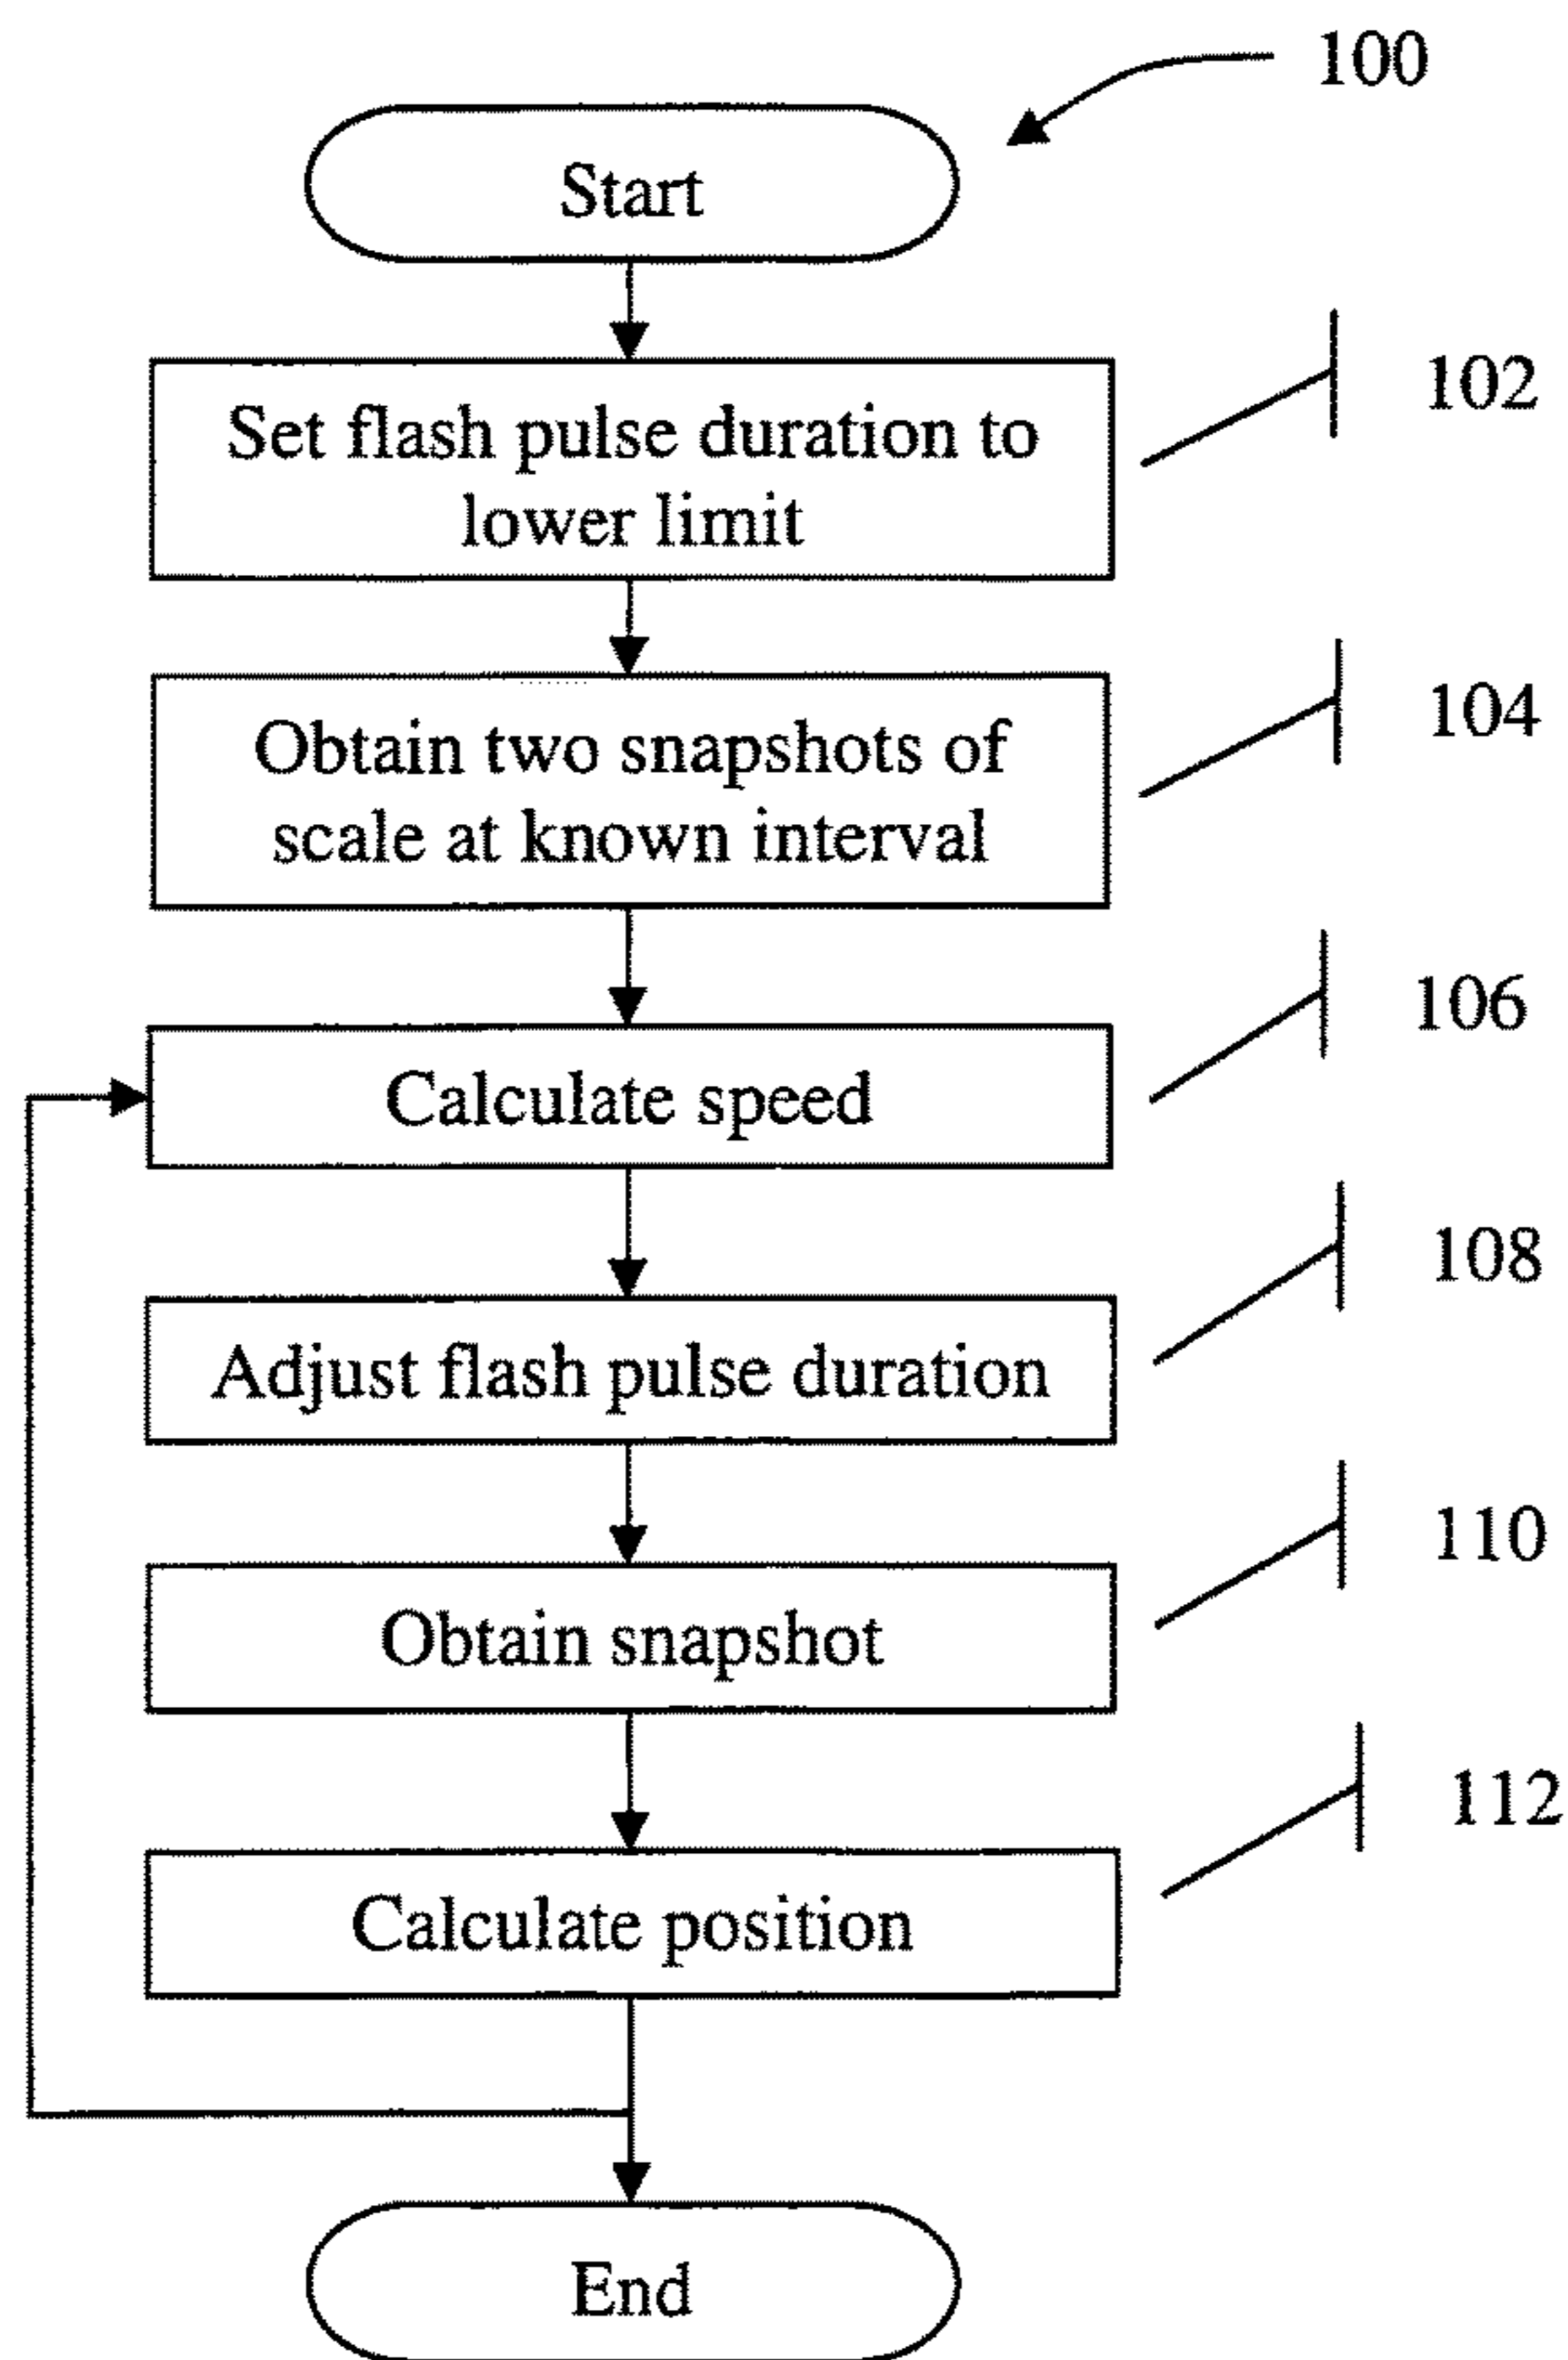 100
Start
Set flash pulse duration to
lower limit
102
Obtain two snapshots of
scale at known interval
104
Calculate speed
106
Adjust flash pulse duration
108
Obtain snapshot
110
Calculate position
112
End